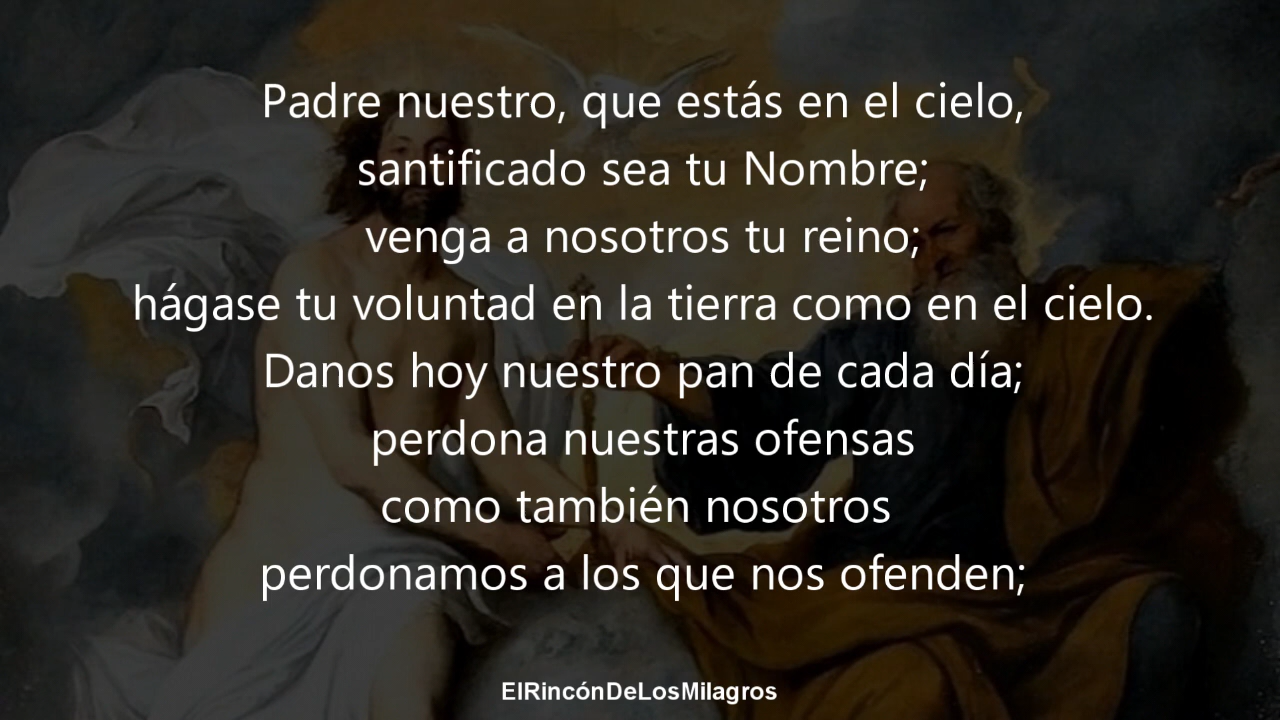 Padre nuestro, que estás en el cielo,
santificado sea tu Nombre;
venga a nosotros tu reino;
hágase tu voluntad en la tierra como en el cielo.
Danos hoy nuestro pan de cada día;
perdona nuestras ofensas
como también nosotros
perdonamos a los que nos ofenden;
ElRincónDeLosMilagros